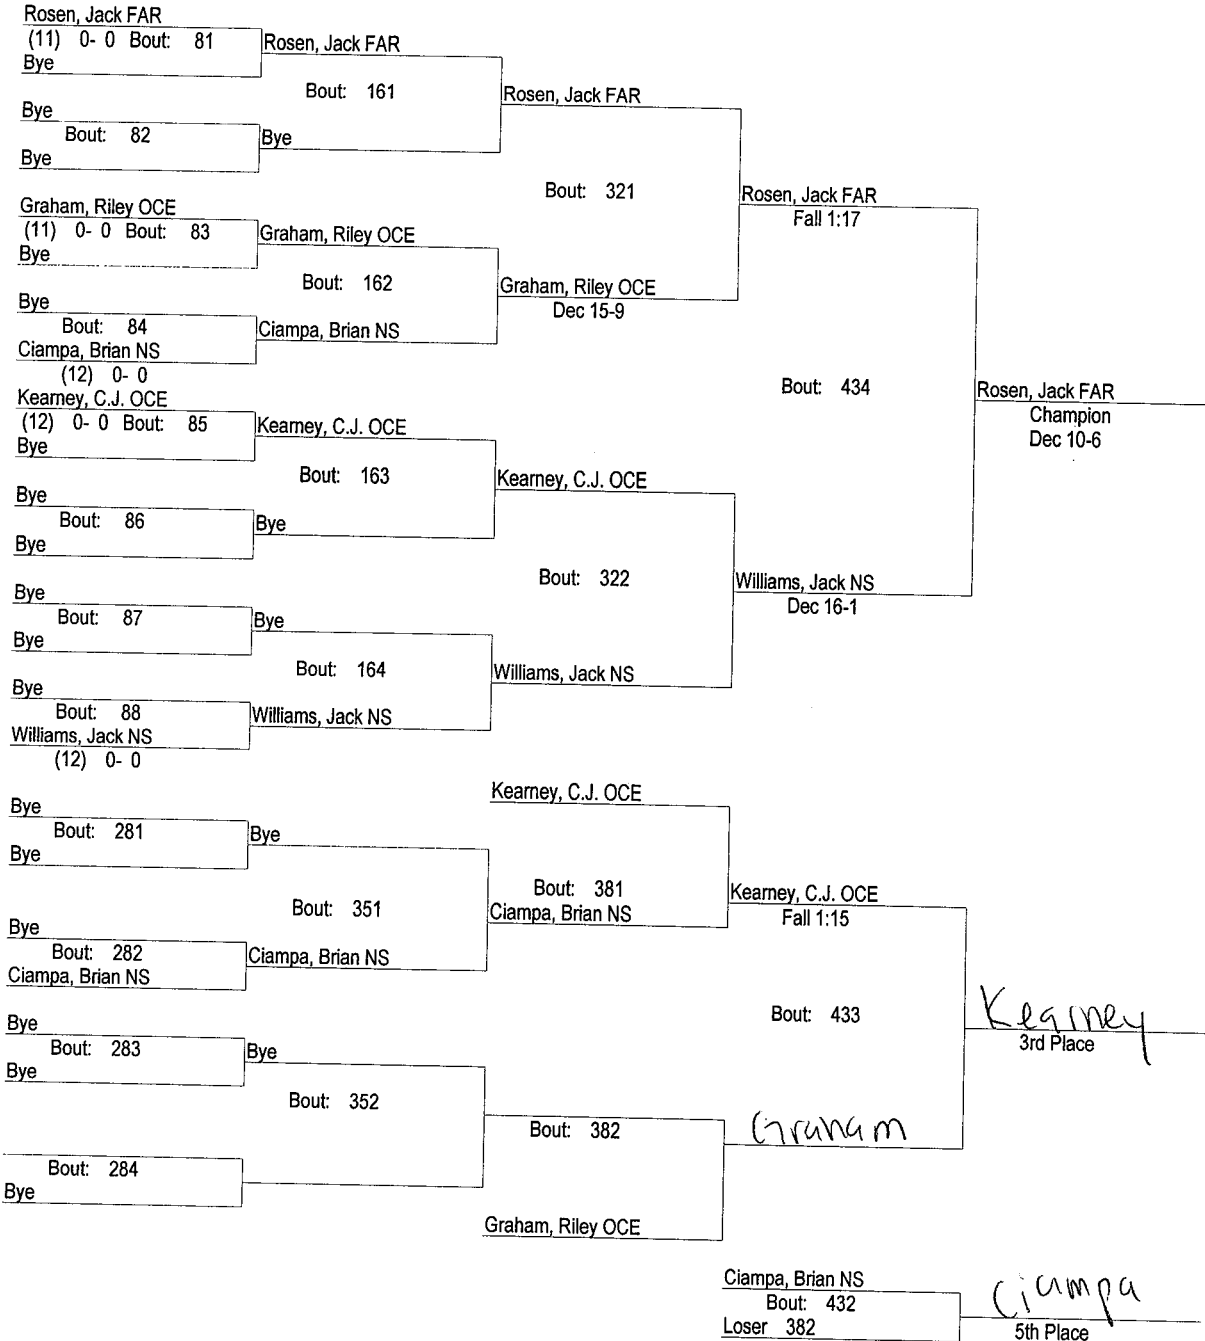 Rosen, Jack FAR
(11) 0- 0 Bout: 81
Bye
Rosen, Jack FAR
Bout: 161
Bye
Bout: 82
Bye
Bye
Rosen, Jack FAR
Bout: 321
Graham, Riley OCE
(11) 0- 0 Bout: 83
Bye
Graham, Riley OCE
Bout: 162
Bye
Bout: 84
Ciampa, Brian NS
(12) 0- 0
Ciampa, Brian NS
Graham, Riley OCE
Dec 15-9
Rosen, Jack FAR
Fall 1:17
Bout: 434
Kearney, C.J. OCE
(12) 0- 0 Bout: 85
Bye
Kearney, C.J. OCE
Bout: 163
Bye
Bout: 86
Bye
Bye
Kearney, C.J. OCE
Bout: 322
Bye
Bout: 87
Bye
Bye
Bout: 164
Bye
Bout: 88
Williams, Jack NS
(12) 0- 0
Williams, Jack NS
Williams, Jack NS
Williams, Jack NS
Dec 16-1
Rosen, Jack FAR
Champion
Dec 10-6
Bye
Bout: 281
Bye
Bye
Bout: 351
Bye
Bout: 282
Ciampa, Brian NS
Ciampa, Brian NS
Kearney, C.J. OCE
Bout: 381
Ciampa, Brian NS
Kearney, C.J. OCE
Fall 1:15
Bout: 433
Bye
Bout: 283
Bye
Bye
Bout: 352
Bout: 284
Bye
Bout: 382
Graham, Riley OCE
Graham
Kearney
3rd Place
Ciampa, Brian NS
Bout: 432
Loser 382
Ciampa
5th Place